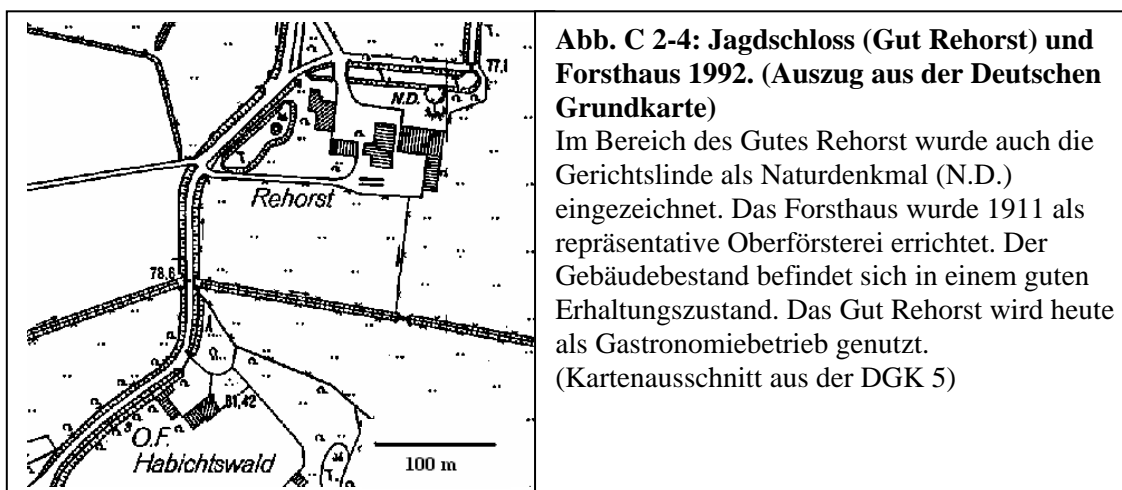 77,1
N.D.
Rehorst
78,6
81,42
O.F.
Habichtswald
100 m
Abb. C 2-4: Jagdschloss (Gut Rehorst) und
Forsthaus 1992. (Auszug aus der Deutschen
Grundkarte)
Im Bereich des Gutes Rehorst wurde auch die
Gerichtslinde als Naturdenkmal (N.D.)
eingezeichnet. Das Forsthaus wurde 1911 als
repräsentative Oberförsterei errichtet. Der
Gebäudebestand befindet sich in einem guten
Erhaltungszustand. Das Gut Rehorst wird heute
als Gastronomiebetrieb genutzt.
(Kartenausschnitt aus der DGK 5)